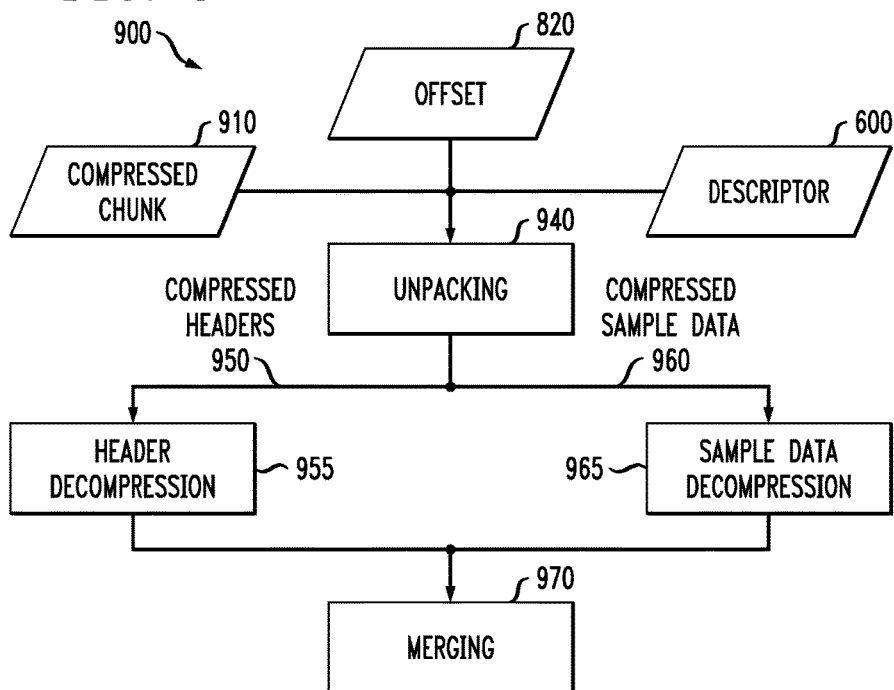 900
820
OFFSET
910
COMPRESSED
CHUNK
600
DESCRIPTOR
940
UNPACKING
COMPRESSED
HEADERS
950
COMPRESSED
SAMPLE DATA
960
HEADER
DECOMPRESSION
955
965
SAMPLE DATA
DECOMPRESSION
970
MERGING